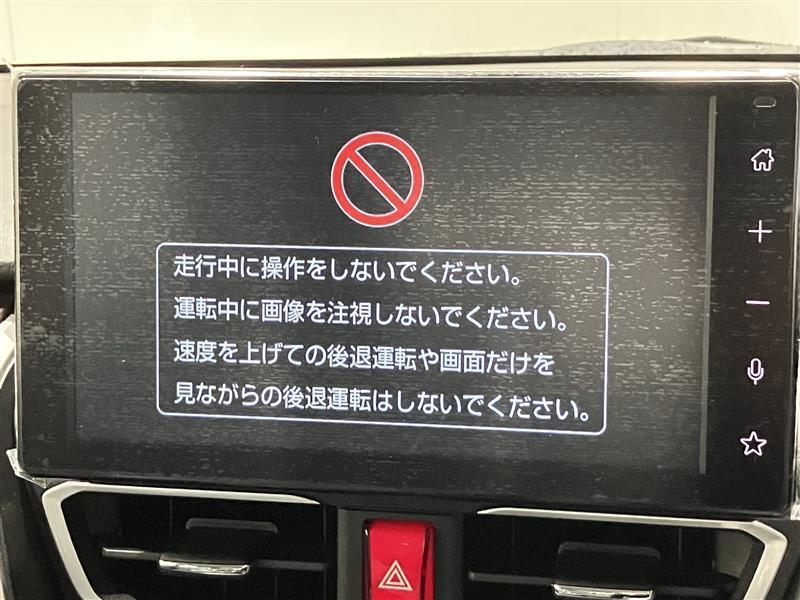 走行中に操作をしないでください。
運転中に画像を注視しないでください。
速度を上げての後退運転や画面だけを
見ながらの後退運転はしないでください。